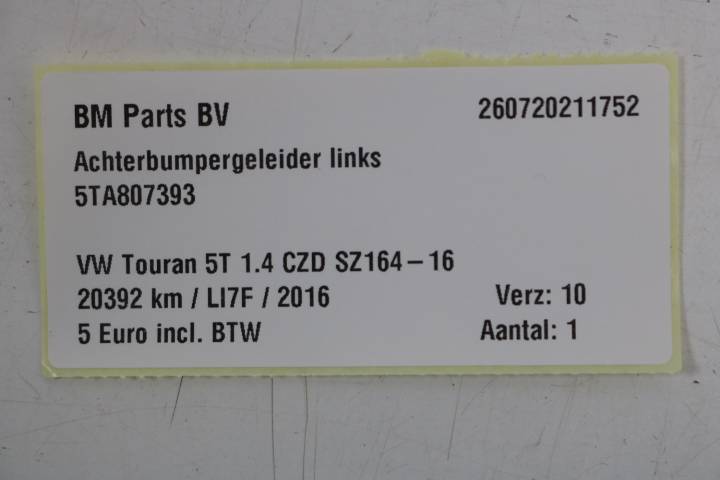 BM Parts BV 260720211752
Achterbumpergeleider links
5TA807393
VW Touran 5T 1.4 CZD SZ164-16
20392 km / LI7F / 2016 Verz: 10
5 Euro incl. BTW Aantal: 1